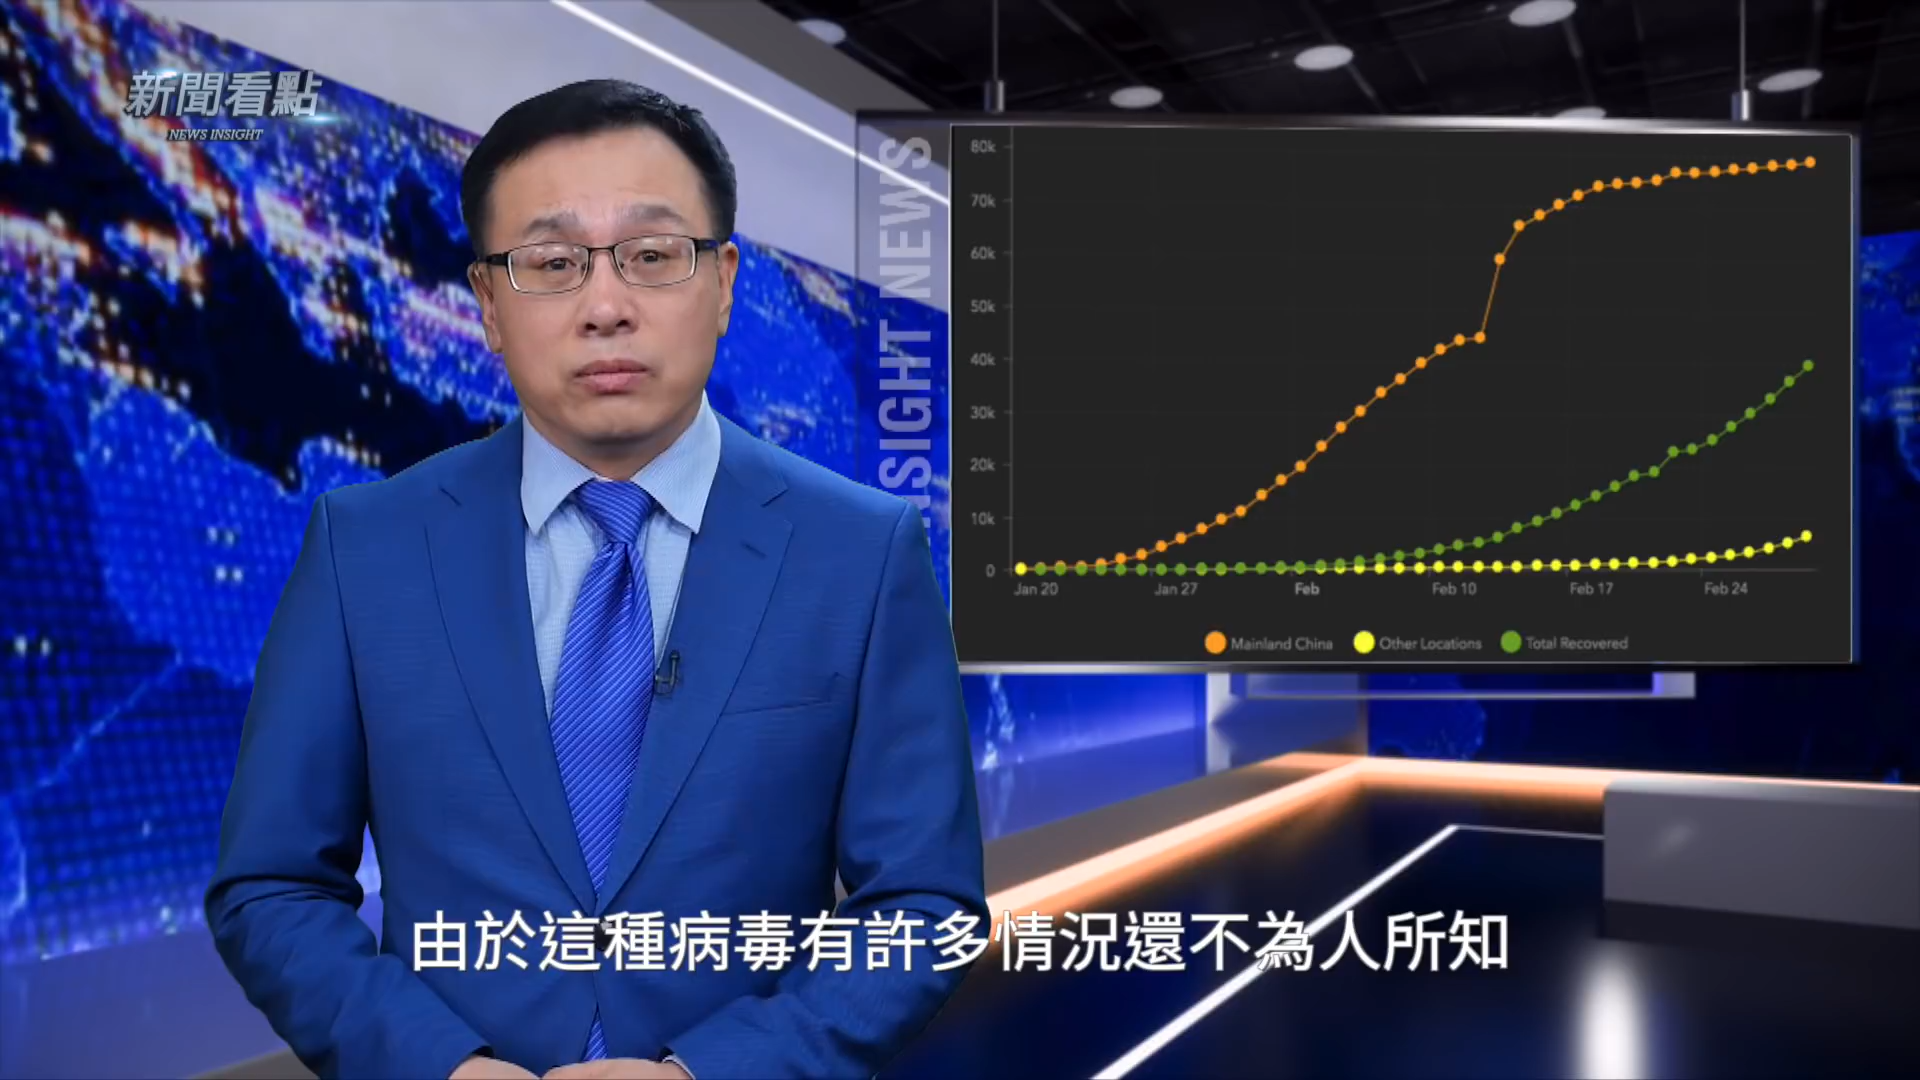 新聞看點
NEWS INSIGHT
INSIGHT NEWS
80k
70k
60k
50k
40k
30k
20k
10k
0
Jan 20 Jan 27 Feb Feb 10 Feb 17 Feb 24
Mainland China Other Locations Total Recovered
由於這種病毒有許多情況還不為人所知